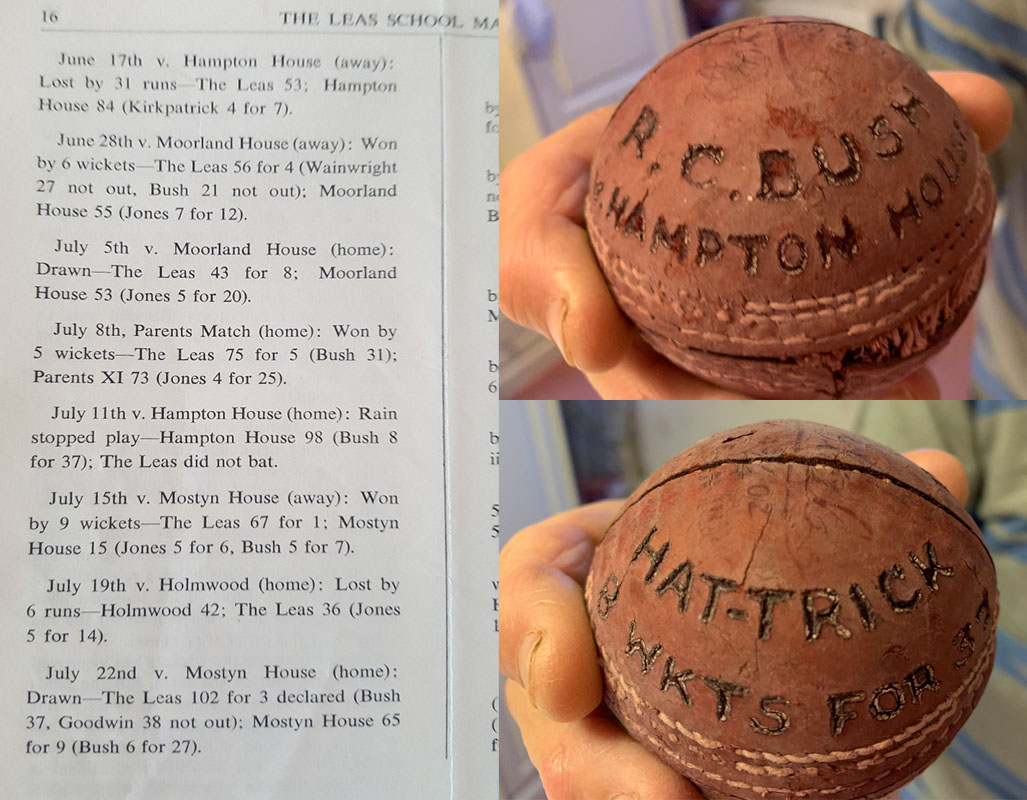 16
THE LEAS SCHOOL MA
June 17th v. Hampton House (away):
Lost by 31 runs—The Leas 53; Hampton
House 84 (Kirkpatrick 4 for 7).
June 28th v. Moorland House (away): Won
by 6 wickets—The Leas 56 for 4 (Wainwright
27 not out, Bush 21 not out); Moorland
House 55 (Jones 7 for 12).
July 5th v. Moorland House (home):
Drawn—The Leas 43 for 8; Moorland
House 53 (Jones 5 for 20).
July 8th, Parents Match (home): Won by
5 wickets—The Leas 75 for 5 (Bush 31);
Parents XI 73 (Jones 4 for 25).
July 11th v. Hampton House (home): Rain
stopped play—Hampton House 98 (Bush 8
for 37); The Leas did not bat.
July 15th v. Mostyn House (away): Won
by 9 wickets—The Leas 67 for 1; Mostyn
House 15 (Jones 5 for 6, Bush 5 for 7).
July 19th v. Holmwood (home): Lost by
6 runs—Holmwood 42; The Leas 36 (Jones
5 for 14).
July 22nd v. Mostyn House (home):
Drawn—The Leas 102 for 3 declared (Bush
37, Goodwin 38 not out); Mostyn House 65
for 9 (Bush 6 for 27).
R.C.BUSH
HAMPTON HOUSE
HAT-TRICK
8 WKTS FOR 37